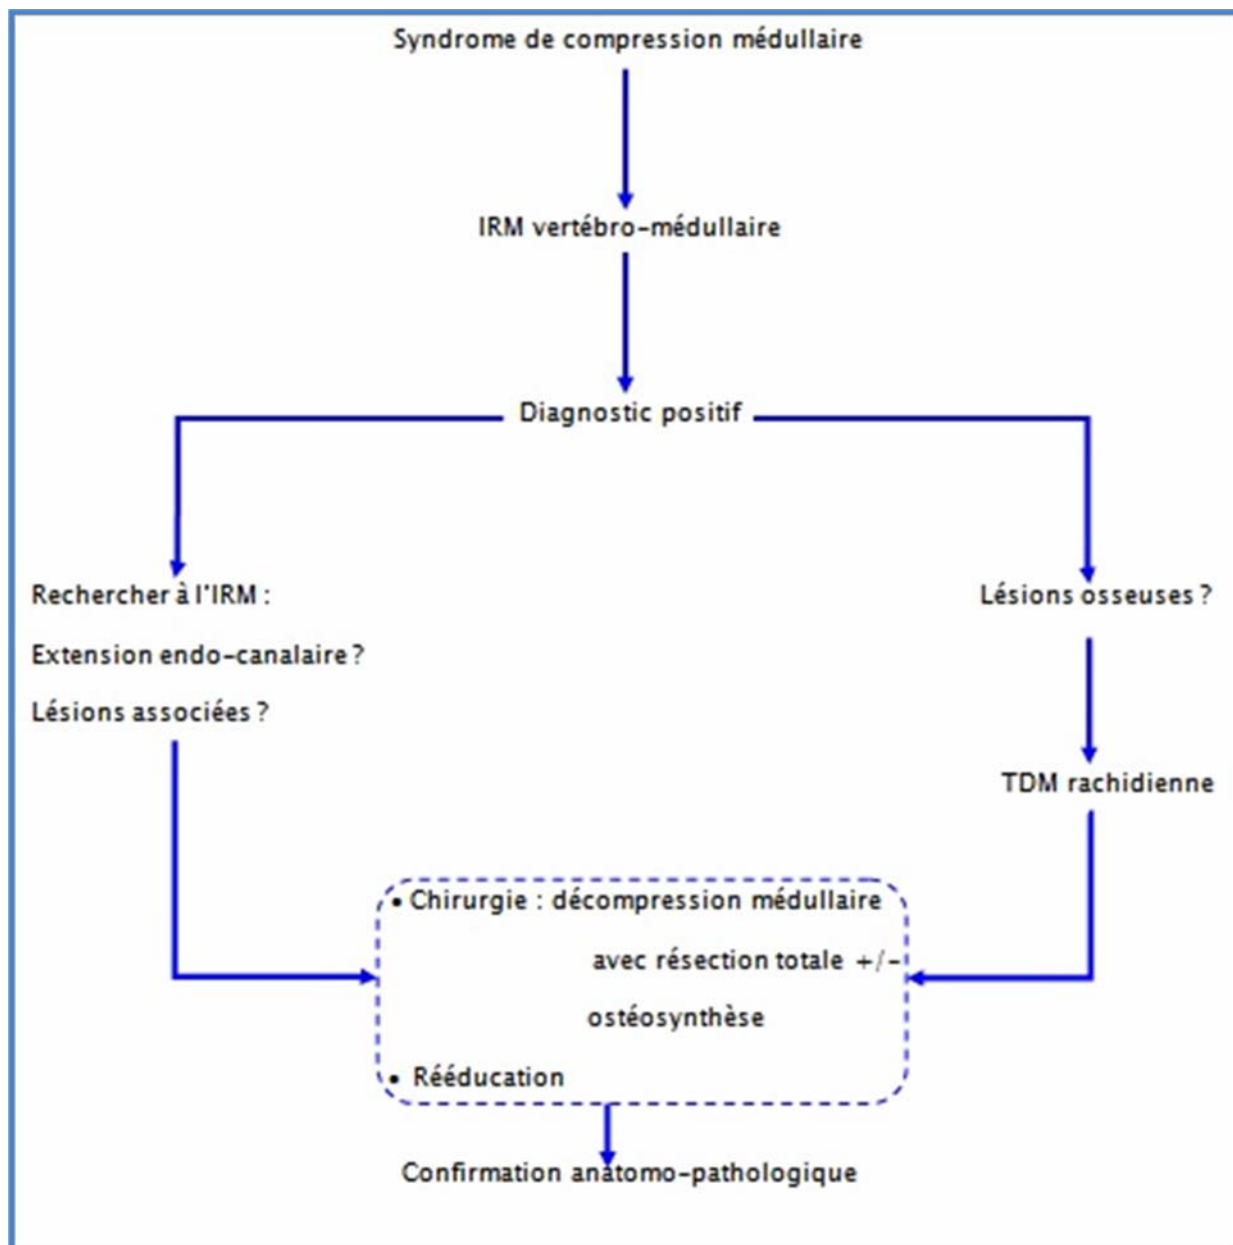 Syndrome de compression médullaire
IRM vertébro-médullaire
Diagnostic positif
Rechercher à l'IRM :
Extension endo-canalaire ?
Lésions associées ?
Lésions osseuses ?
TDM rachidienne
• Chirurgie : décompression médullaire
avec résection totale +/-
ostéosynthèse
• Rééducation
Confirmation anatomo-pathologique